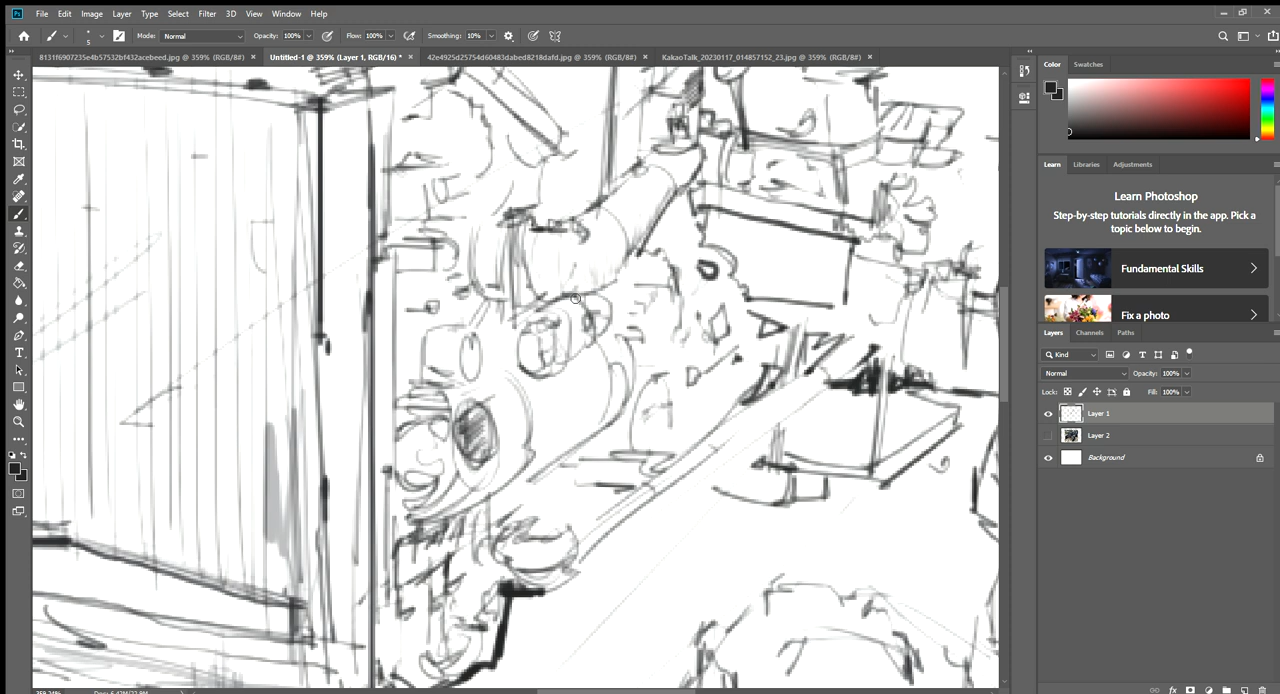 Ps File Edit Image Layer Type Select Filter 3D View Window Help
5 Mode: Normal Opacity: 100% Flow: 100% Smoothing: 10%
8131f6907235e4b57532bf432acebeed.jpg @ 359% (RGB/8#) × Untitled-1 @ 359% (Layer 1, RGB/16) * × 42e4925d25754d60483dabed8218dafd.jpg @ 359% (RGB/8#) × KakaoTalk_20230117_014857152_23.jpg @ 359% (RGB/8#) ×
Color Swatches
Learn Libraries Adjustments
Learn Photoshop
Step-by-step tutorials directly in the app. Pick a
topic below to begin.
Fundamental Skills
Fix a photo
Layers Channels Paths
Kind
Normal Opacity: 100%
Lock: Fill: 100%
Layer 1
Layer 2
Background